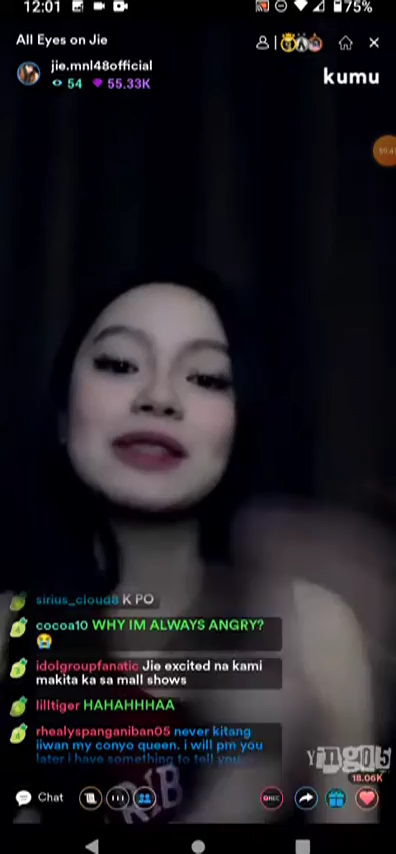 12:01
75%
All Eyes on Jie
jie.mnl48official
54 55.33K
kumu
sirius_cloud8 K PO
cocoa10 WHY IM ALWAYS ANGRY?
idolgroupfanatic Jie excited na kami
makita ka sa mall shows
lilltiger HAHAHHHAA
rhealyspanganiban05 never kitang
iiwan my conyo queen. i will pm you
later i have something to tell you
Ying05
18.06K
Chat
REC